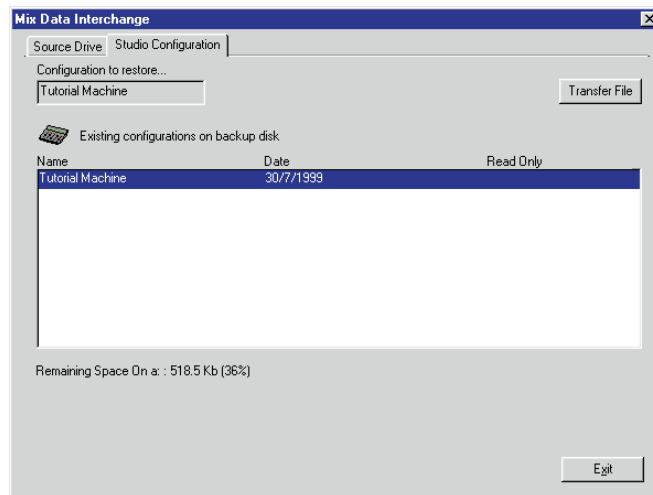 Mix Data Interchange
Source Drive Studio Configuration
Configuration to restore...
Tutorial Machine Transfer File
Existing configurations on backup disk
Name Date Read Only
Tutorial Machine 30/7/1999
Remaining Space On a: : 518.5 Kb (36%)
Exit